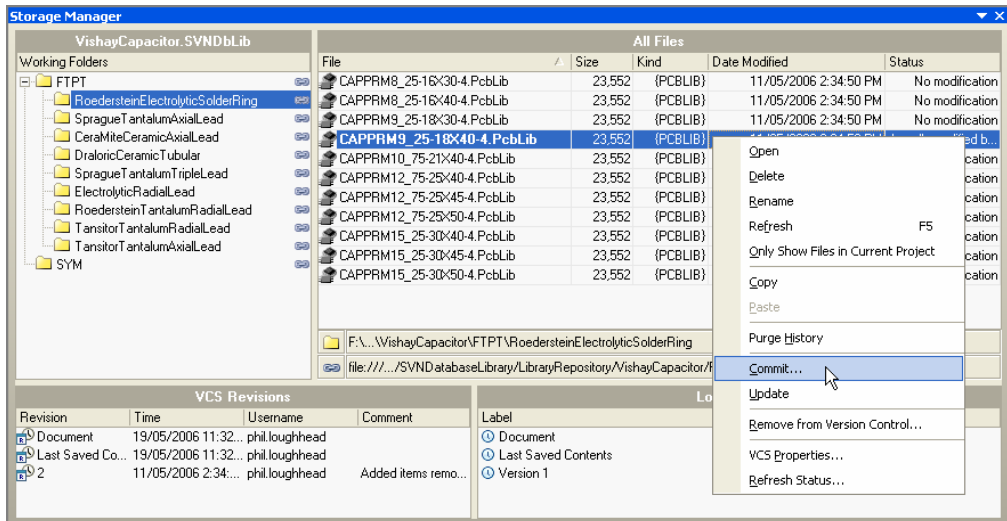 Storage Manager
VishayCapacitor.SVNDbLib
Working Folders
FTPT
RoedersteinElectrolyticSolderRing
SpragueTantalumAxialLead
CeraMiteCeramicAxialLead
DraloricCeramicTubular
SpragueTantalumTripleLead
ElectrolyticRadialLead
RoedersteinTantalumRadialLead
TansitorTantalumRadialLead
TansitorTantalumAxialLead
SYM
All Files
File Size Kind Date Modified Status
CAPPRM8_25-16X30-4.PcbLib 23,552 {PCBLIB} 11/05/2006 2:34:50 PM No modification
CAPPRM8_25-16X40-4.PcbLib 23,552 {PCBLIB} 11/05/2006 2:34:50 PM No modification
CAPPRM9_25-18X30-4.PcbLib 23,552 {PCBLIB} 11/05/2006 2:34:50 PM No modification
CAPPRM9_25-18X40-4.PcbLib 23,552 {PCBLIB} ed b...
CAPPRM10_75-21X40-4.PcbLib 23,552 {PCBLIB} cation
CAPPRM12_75-25X40-4.PcbLib 23,552 {PCBLIB} cation
CAPPRM12_75-25X45-4.PcbLib 23,552 {PCBLIB} cation
CAPPRM12_75-25X50-4.PcbLib 23,552 {PCBLIB} cation
CAPPRM15_25-30X40-4.PcbLib 23,552 {PCBLIB} cation
CAPPRM15_25-30X45-4.PcbLib 23,552 {PCBLIB} cation
CAPPRM15_25-30X50-4.PcbLib 23,552 {PCBLIB} cation
F:\...\VishayCapacitor\FTPT\RoedersteinElectrolyticSolderRing
file:///.../SVNDatabaseLibrary/LibraryRepository/VishayCapacitor/F
Open
Delete
Rename
Refresh F5
Only Show Files in Current Project
Copy
Paste
Purge History
Commit...
Update
Remove from Version Control...
VCS Properties...
Refresh Status...
VCS Revisions
Revision Time Username Comment
Document 19/05/2006 11:32... phil.loughhead
Last Saved Co... 19/05/2006 11:32... phil.loughhead
2 11/05/2006 2:34:... phil.loughhead Added items remo...
Lo
Label
Document
Last Saved Contents
Version 1